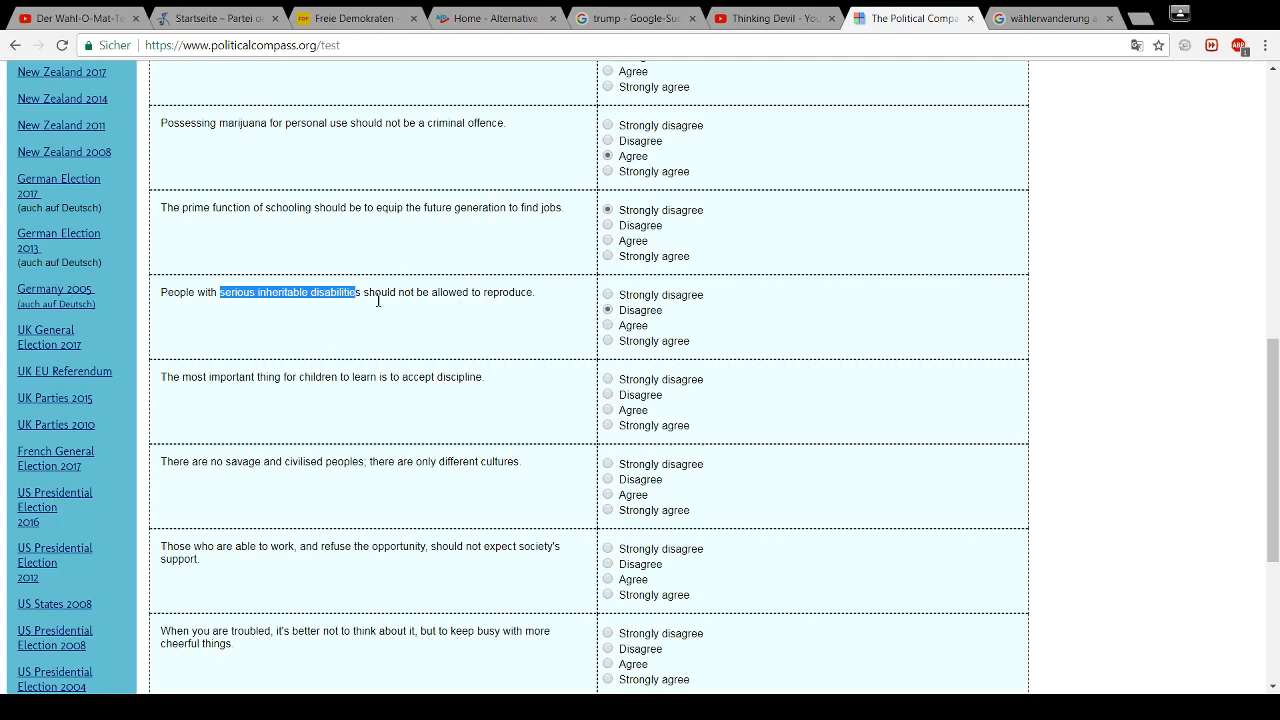 Der Wahl-O-Mat-Te
Startseite – Partei de
Freie Demokraten -
Home - Alternative
trump - Google-Suc
Thinking Devil - You
The Political Compa
wählerwanderung a
Sicher
https://www.politicalcompass.org/test
New Zealand 2017
New Zealand 2014
New Zealand 2011
New Zealand 2008
German Election
2017
(auch auf Deutsch)
German Election
2013
(auch auf Deutsch)
Germany 2005
(auch auf Deutsch)
UK General
Election 2017
UK EU Referendum
UK Parties 2015
UK Parties 2010
French General
Election 2017
US Presidential
Election
2016
US Presidential
Election
2012
US States 2008
US Presidential
Election 2008
US Presidential
Election 2004
Agree
Strongly agree
Possessing marijuana for personal use should not be a criminal offence.
Strongly disagree
Disagree
Agree
Strongly agree
The prime function of schooling should be to equip the future generation to find jobs.
Strongly disagree
Disagree
Agree
Strongly agree
People with serious inheritable disabilities should not be allowed to reproduce.
Strongly disagree
Disagree
Agree
Strongly agree
The most important thing for children to learn is to accept discipline.
Strongly disagree
Disagree
Agree
Strongly agree
There are no savage and civilised peoples; there are only different cultures.
Strongly disagree
Disagree
Agree
Strongly agree
Those who are able to work, and refuse the opportunity, should not expect society's
support.
Strongly disagree
Disagree
Agree
Strongly agree
When you are troubled, it's better not to think about it, but to keep busy with more
cheerful things.
Strongly disagree
Disagree
Agree
Strongly agree